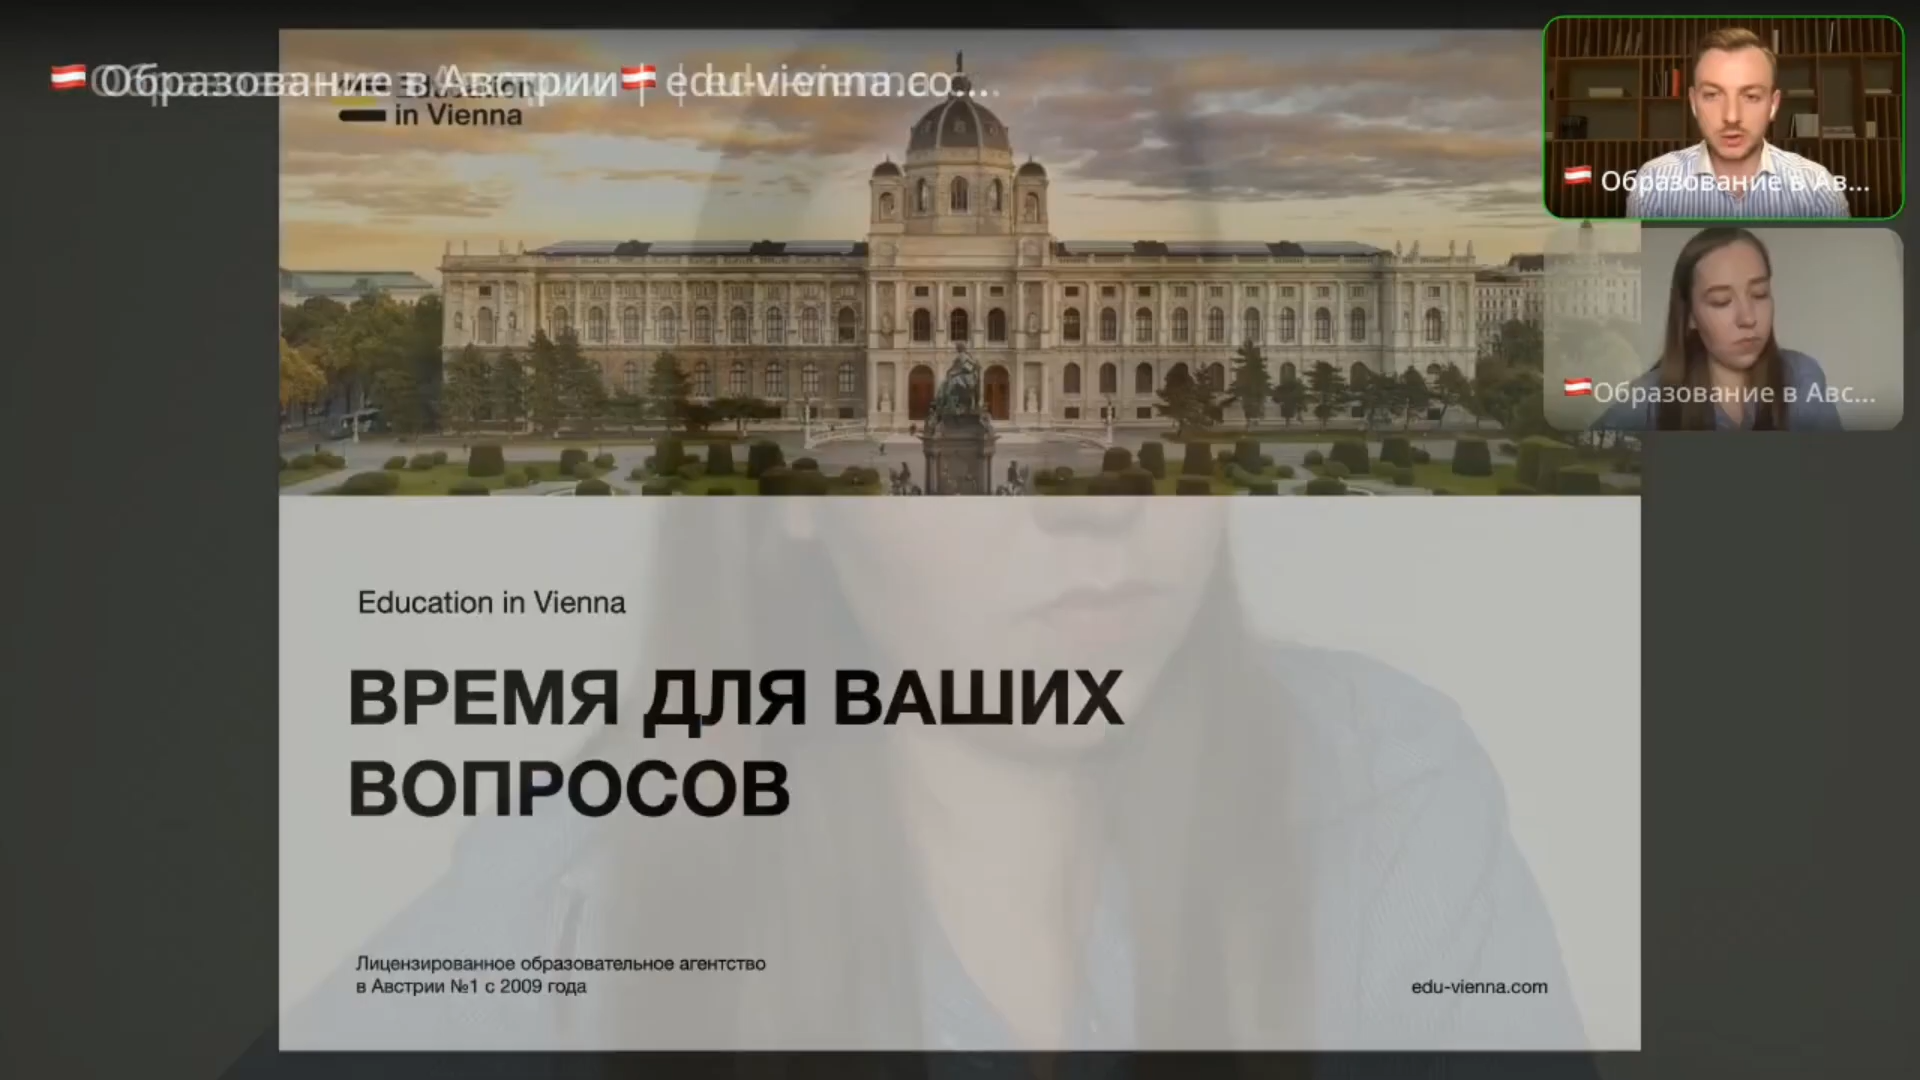 🇦🇹 Образование в Австрии 🇦🇹 | edu-vienna.co...
Education
in Vienna
Образование в Ав...
Образование в Авс...
Education in Vienna
ВРЕМЯ ДЛЯ ВАШИХ
ВОПРОСОВ
Лицензированное образовательное агентство
в Австрии №1 с 2009 года
edu-vienna.com